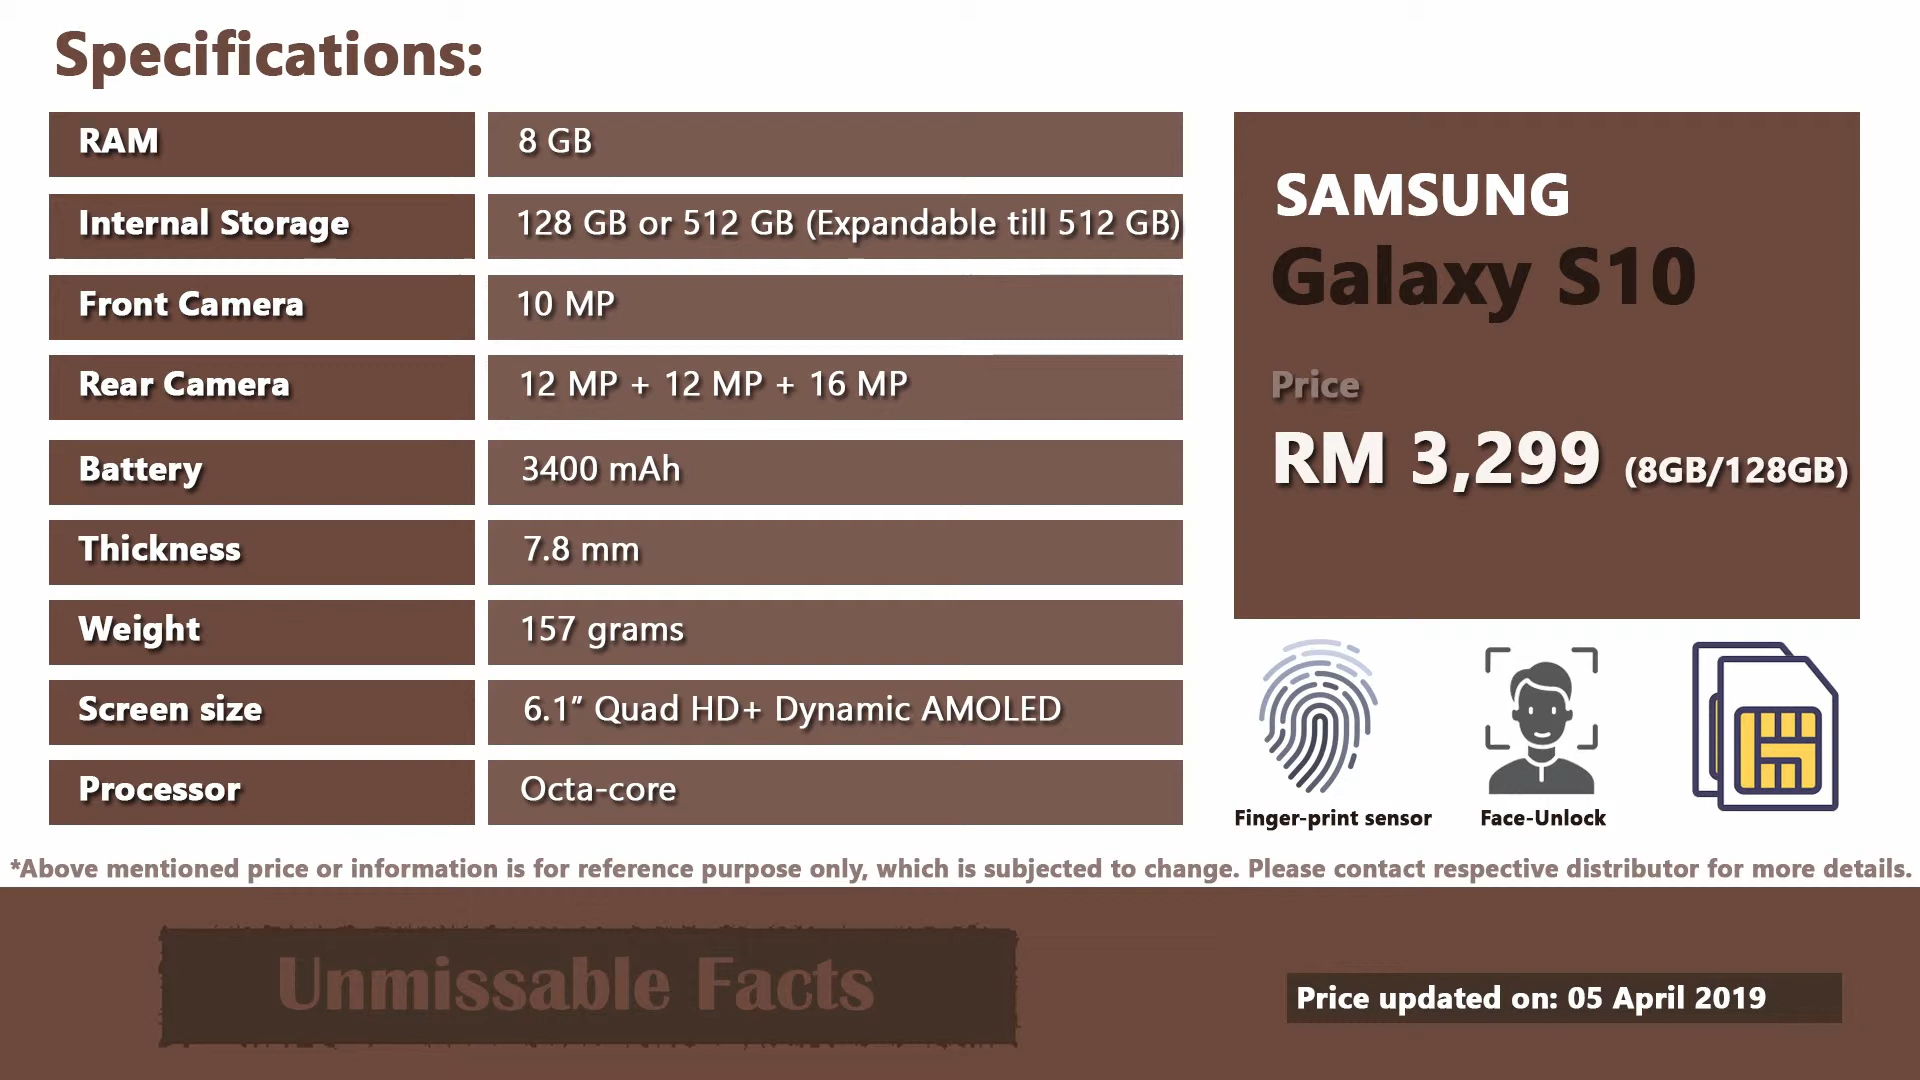 Specifications:
RAM
8 GB
Internal Storage
128 GB or 512 GB (Expandable till 512 GB)
Front Camera
10 MP
Rear Camera
12 MP + 12 MP + 16 MP
Battery
3400 mAh
Thickness
7.8 mm
Weight
157 grams
Screen size
6.1” Quad HD+ Dynamic AMOLED
Processor
Octa-core
SAMSUNG
Galaxy S10
Price
RM 3,299 (8GB/128GB)
Finger-print sensor
Face-Unlock
*Above mentioned price or information is for reference purpose only, which is subjected to change. Please contact respective distributor for more details.
Unmissable Facts
Price updated on: 05 April 2019